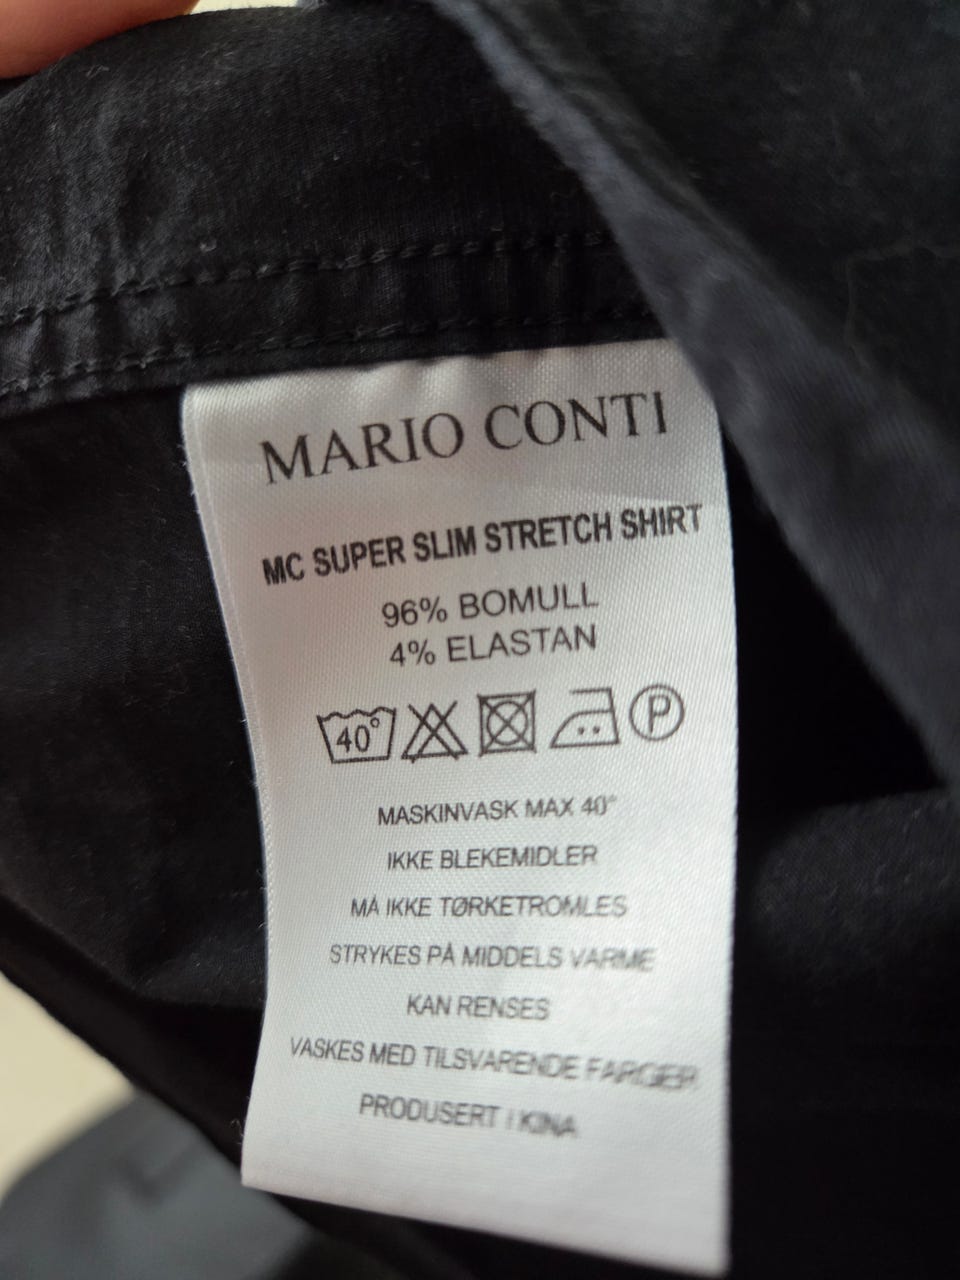 MARIO CONTI
MC SUPER SLIM STRETCH SHIRT
96% BOMULL
4% ELASTAN
40° P
MASKINVASK MAX 40°
IKKE BLEKEMIDLER
MÅ IKKE TØRKETROMLES
STRYKES PÅ MIDDELS VARME
KAN RENSES
VASKES MED TILSVARENDE FARGER
PRODUSERT I KINA